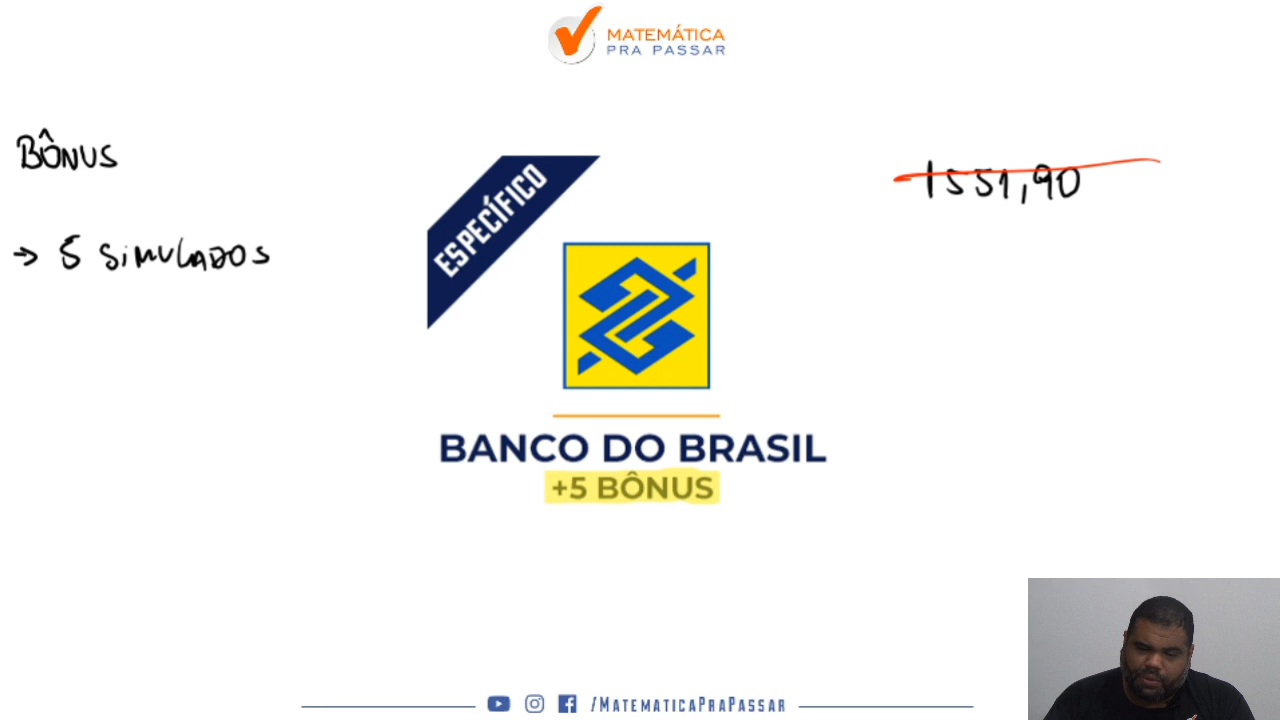 MATEMÁTICA
PRA PASSAR
BÔNUS
1551,90
ESPECÍFICO
→ 5 SIMULADOS
BANCO DO BRASIL
+5 BÔNUS
/MATEMATICAPRAPASSAR